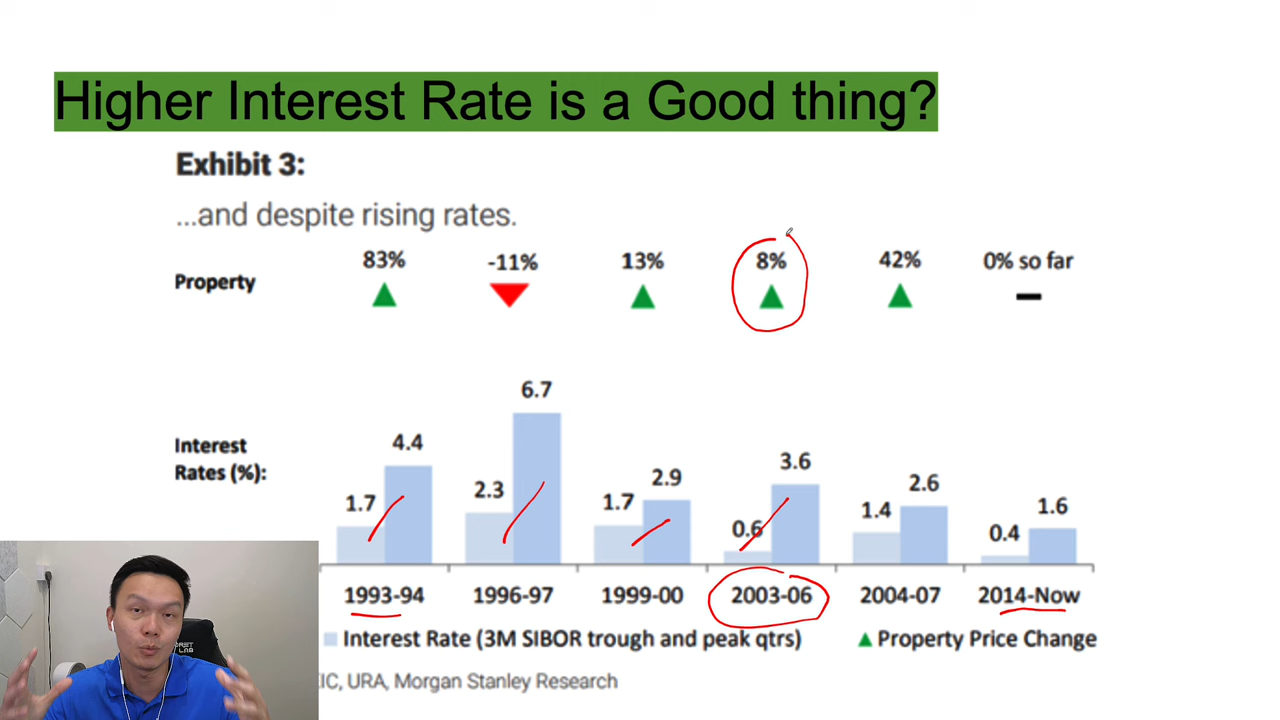 Higher Interest Rate is a Good thing?
Exhibit 3:
...and despite rising rates.
Property 83% -11% 13% 8% 42% 0% so far
Interest Rates (%):
1.7 4.4 2.3 6.7 1.7 2.9 0.6 3.6 1.4 2.6 0.4 1.6
1993-94 1996-97 1999-00 2003-06 2004-07 2014-Now
Interest Rate (3M SIBOR trough and peak qtrs) Property Price Change
EIC, URA, Morgan Stanley Research